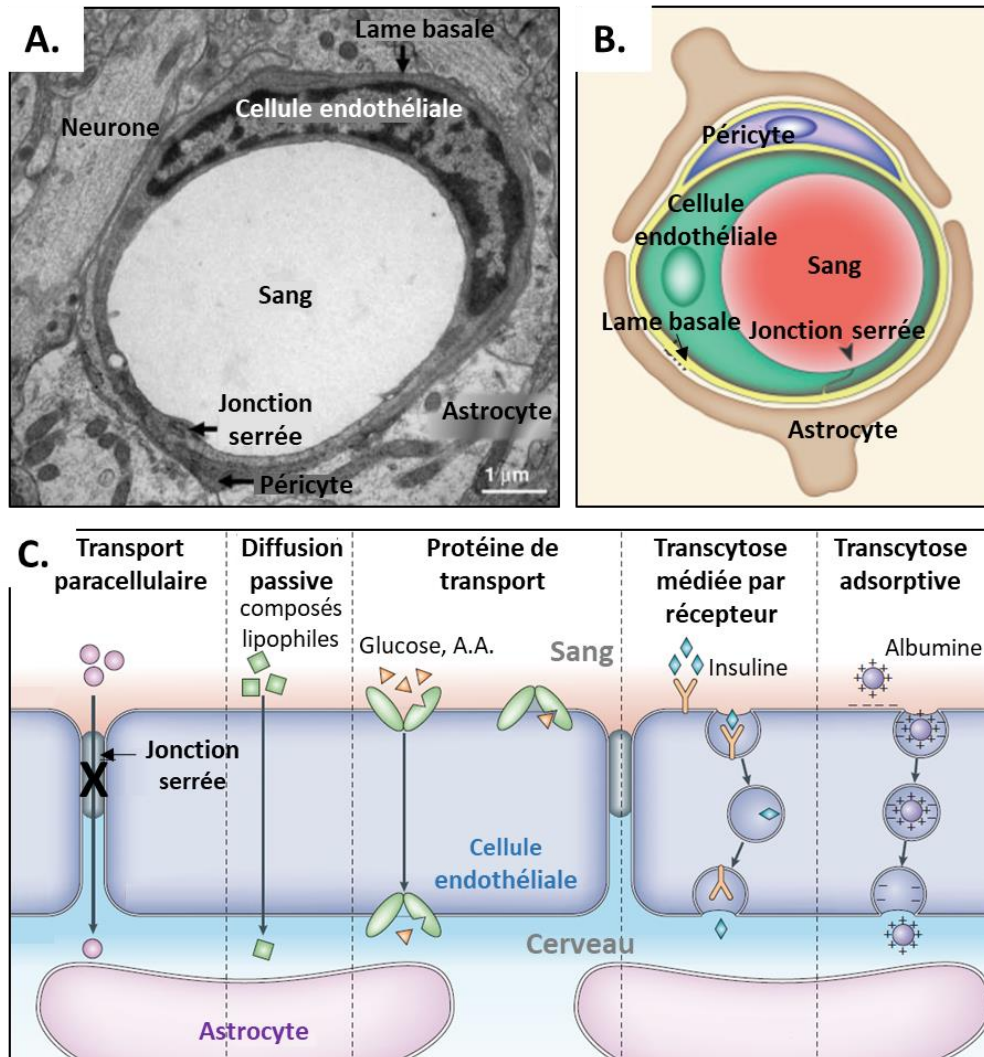 A.
Lame basale
Cellule endothéliale
Neurone
Sang
Jonction
serrée
Astrocyte
Péricyte
1 µm
B.
Péricyte
Cellule
endothéliale
Sang
Lame basale
Jonction serrée
Astrocyte
C.
Transport
paracellulaire
Diffusion
passive
composés
lipophiles
Protéine de
transport
Glucose, A.A.
Sang
Transcytose
médiée par
récepteur
Insuline
Transcytose
adsorptive
Albumine
Jonction
serrée
X
Cellule
endothéliale
Cerveau
Astrocyte